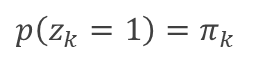 p(z_k = 1) = π_k